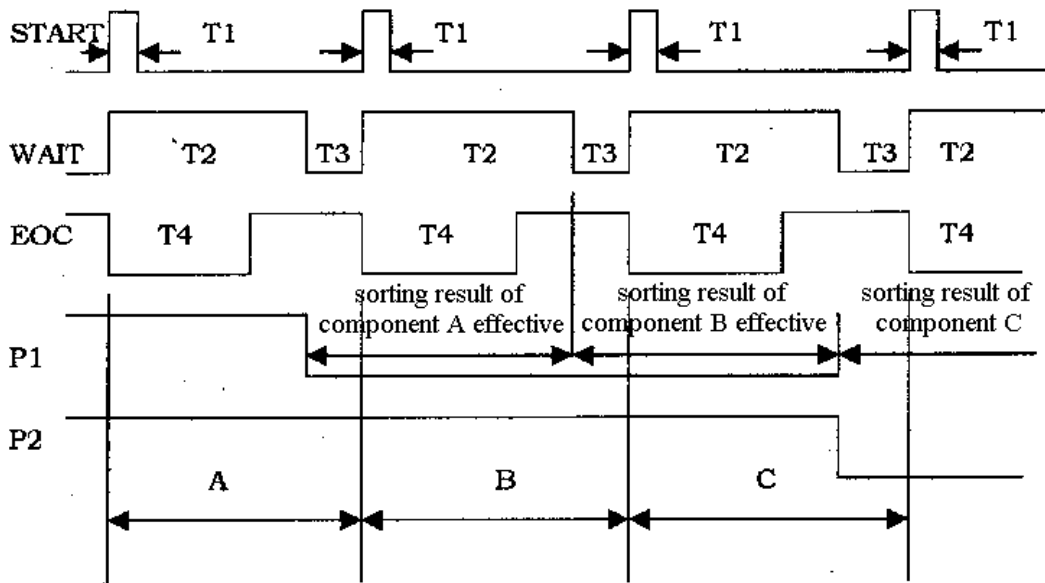 START T1 T1 T1 T1
WAIT T2 T3 T2 T3 T2 T3 T2
EOC T4 T4 T4 T4
sorting result of component A effective
sorting result of component B effective
sorting result of component C
P1
P2
A B C